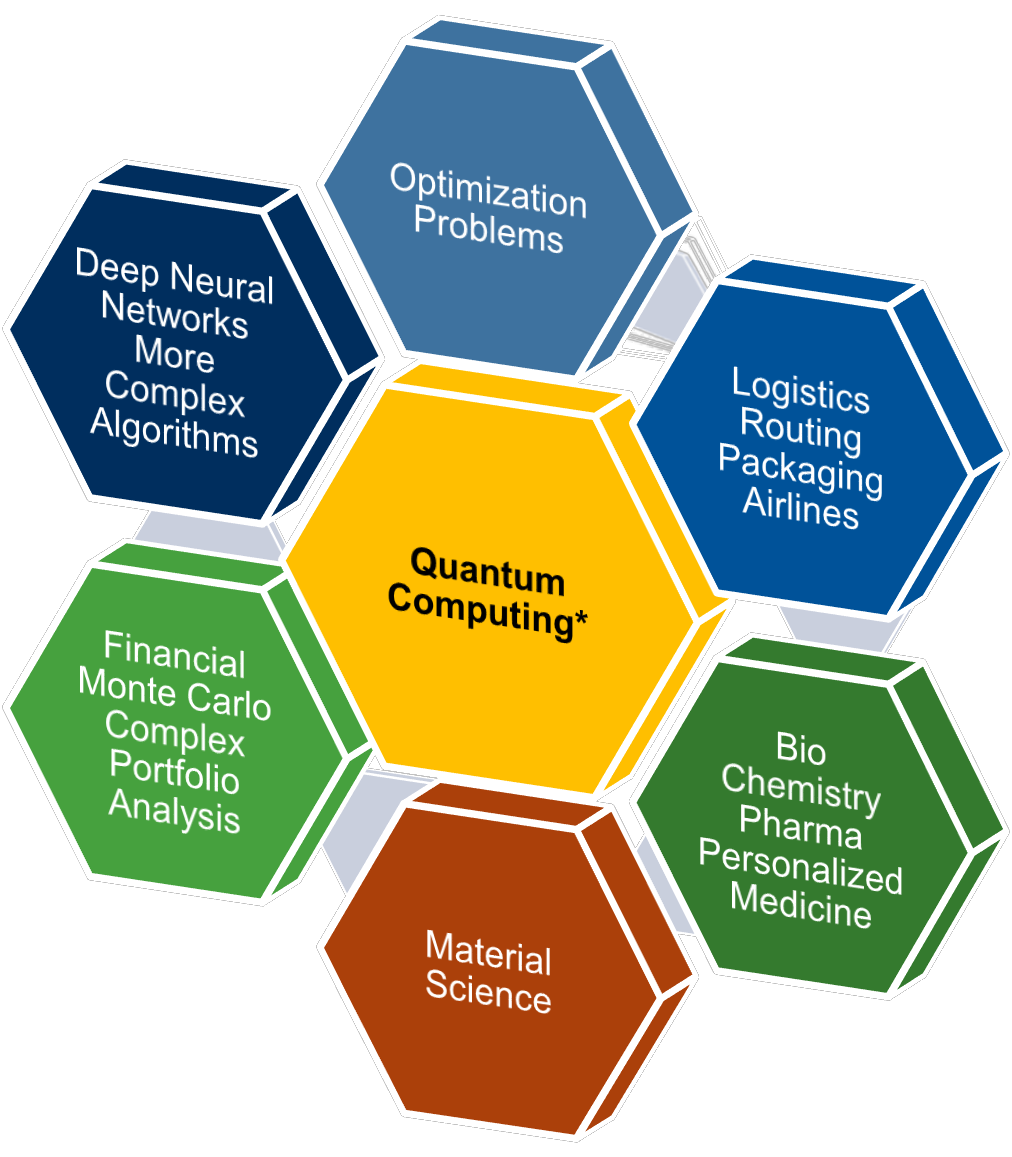 Optimization
Problems
Deep Neural
Networks
More
Complex
Algorithms
Logistics
Routing
Packaging
Airlines
Quantum
Computing*
Financial
Monte Carlo
Complex
Portfolio
Analysis
Bio
Chemistry
Pharma
Personalized
Medicine
Material
Science